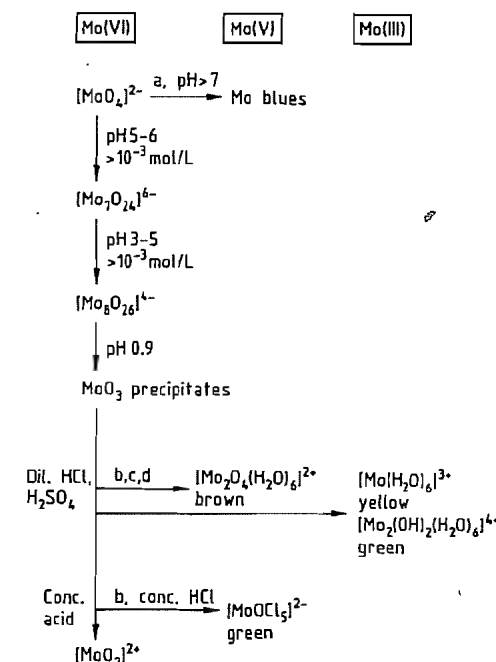 Mo(VI) Mo(V) Mo(III)
[MoO₄]²⁻ a, pH>7 Mo blues
pH 5–6
>10⁻³ mol/L
[Mo₇O₂₄]⁶⁻
pH 3–5
>10⁻³ mol/L
[Mo₈O₂₆]⁴⁻
pH 0.9
MoO₃ precipitates
Dil. HCl, b,c,d [Mo₂O₄(H₂O)₆]²⁺ [Mo(H₂O)₆]³⁺
H₂SO₄ brown yellow
[Mo₂(OH)₂(H₂O)₆]⁴⁺
green
Conc. b, conc. HCl [MoOCl₅]²⁻
acid green
[MoO₂]²⁺